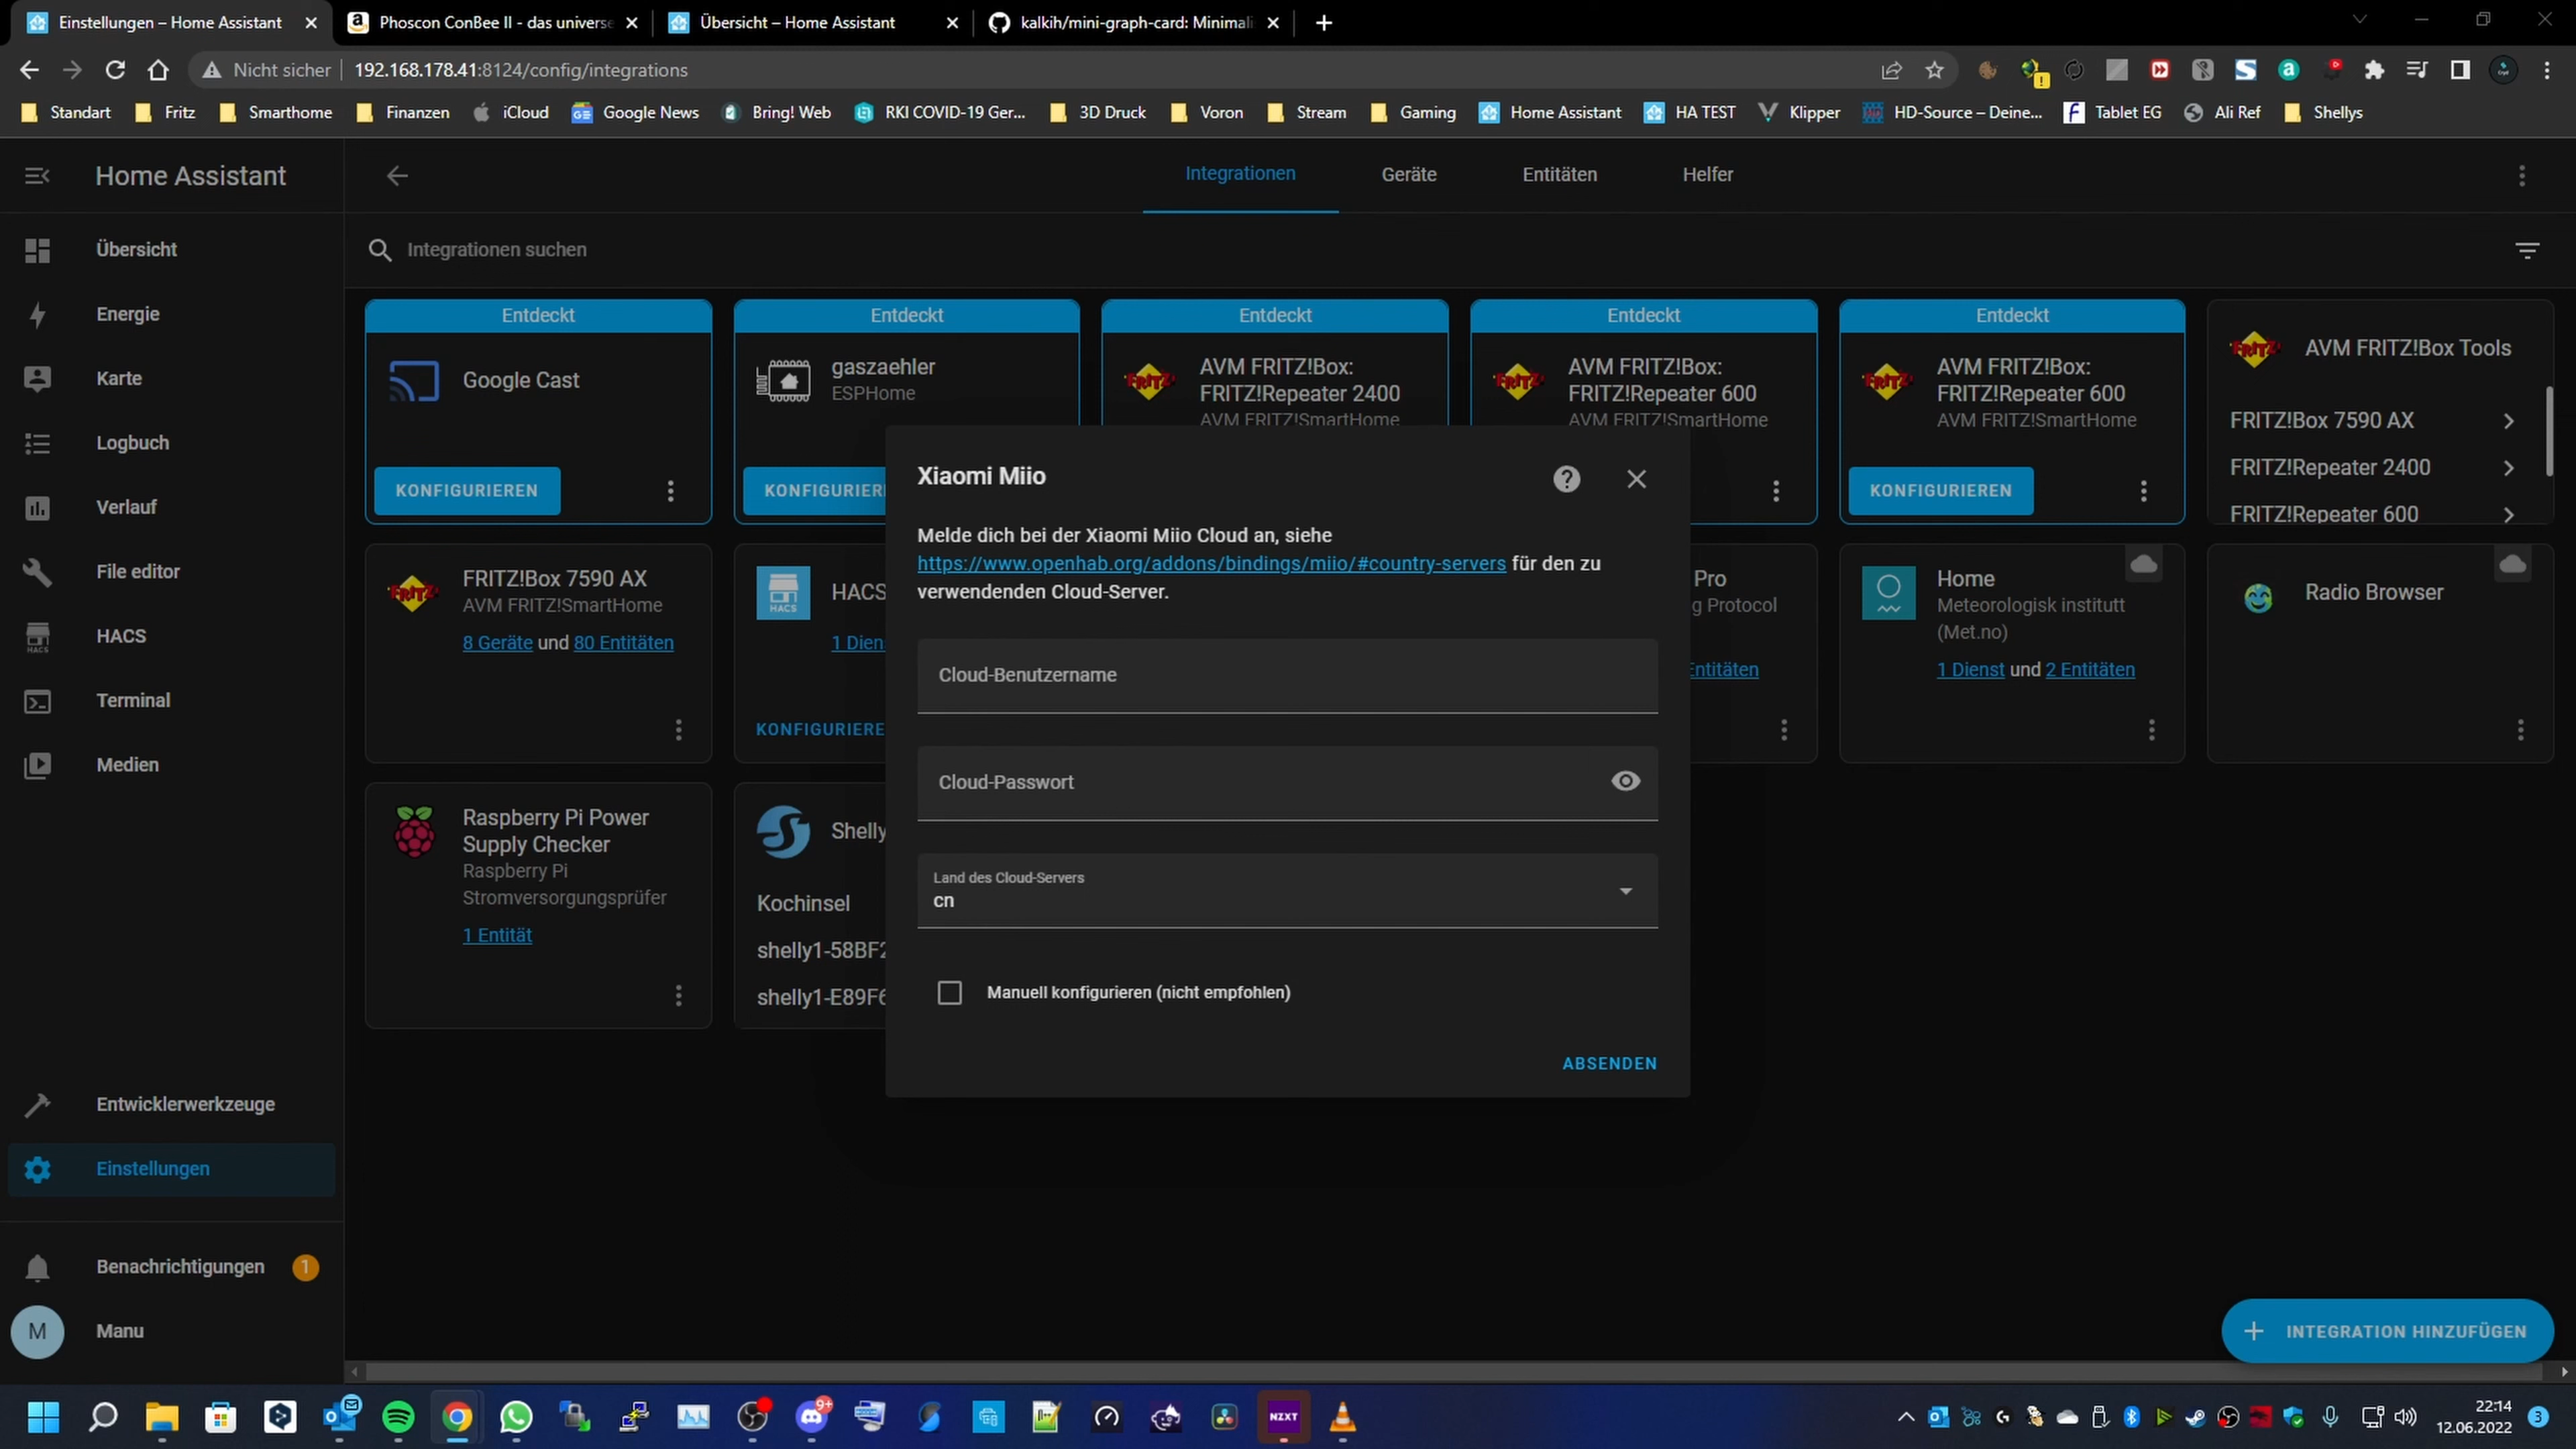 Einstellungen – Home Assistant
Phoscon ConBee II - das universe
Übersicht – Home Assistant
kalkih/mini-graph-card: Minimali
Nicht sicher
192.168.178.41:8124/config/integrations
Standart
Fritz
Smarthome
Finanzen
iCloud
Google News
Bring! Web
RKI COVID-19 Ger...
3D Druck
Voron
Stream
Gaming
Home Assistant
HA TEST
Klipper
HD-Source – Deine...
Tablet EG
Ali Ref
Shellys
Home Assistant
Integrationen
Geräte
Entitäten
Helfer
Integrationen suchen
Übersicht
Energie
Karte
Logbuch
Verlauf
File editor
HACS
Terminal
Medien
Entwicklerwerkzeuge
Einstellungen
Benachrichtigungen
1
M
Manu
Entdeckt
Google Cast
KONFIGURIEREN
Entdeckt
gaszaehler
ESPHome
KONFIGURIER
Entdeckt
AVM FRITZ!Box:
FRITZ!Repeater 2400
AVM FRITZ!SmartHome
Entdeckt
AVM FRITZ!Box:
FRITZ!Repeater 600
AVM FRITZ!SmartHome
Entdeckt
AVM FRITZ!Box:
FRITZ!Repeater 600
AVM FRITZ!SmartHome
KONFIGURIEREN
AVM FRITZ!Box Tools
FRITZ!Box 7590 AX
FRITZ!Repeater 2400
FRITZ!Repeater 600
FRITZ!Box 7590 AX
AVM FRITZ!SmartHome
8 Geräte und 80 Entitäten
HACS
HACS
1 Dien
KONFIGURIERE
Pro
g Protocol
Entitäten
Home
Meteorologisk institutt
(Met.no)
1 Dienst und 2 Entitäten
Radio Browser
Raspberry Pi Power
Supply Checker
Raspberry Pi
Stromversorgungsprüfer
1 Entität
Shelly
Kochinsel
shelly1-58BF2
shelly1-E89F6
Xiaomi Miio
Melde dich bei der Xiaomi Miio Cloud an, siehe
https://www.openhab.org/addons/bindings/miio/#country-servers für den zu
verwendenden Cloud-Server.
Cloud-Benutzername
Cloud-Passwort
Land des Cloud-Servers
cn
Manuell konfigurieren (nicht empfohlen)
ABSENDEN
INTEGRATION HINZUFÜGEN
9+
NZXT
22:14
12.06.2022
3